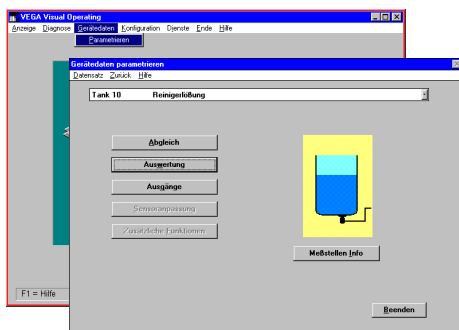 VEGA Visual Operating
Anzeige Diagnose Gerätedaten Konfiguration Dienste Ende Hilfe
Parametrieren
Gerätedaten parametrieren
Datensatz Zurück Hilfe
Tank 10 Reinigerlößung
Abgleich
Auswertung
Ausgänge
Sensoranpassung
Zusätzliche Funktionen
Meßstellen Info
F1 = Hilfe
Beenden